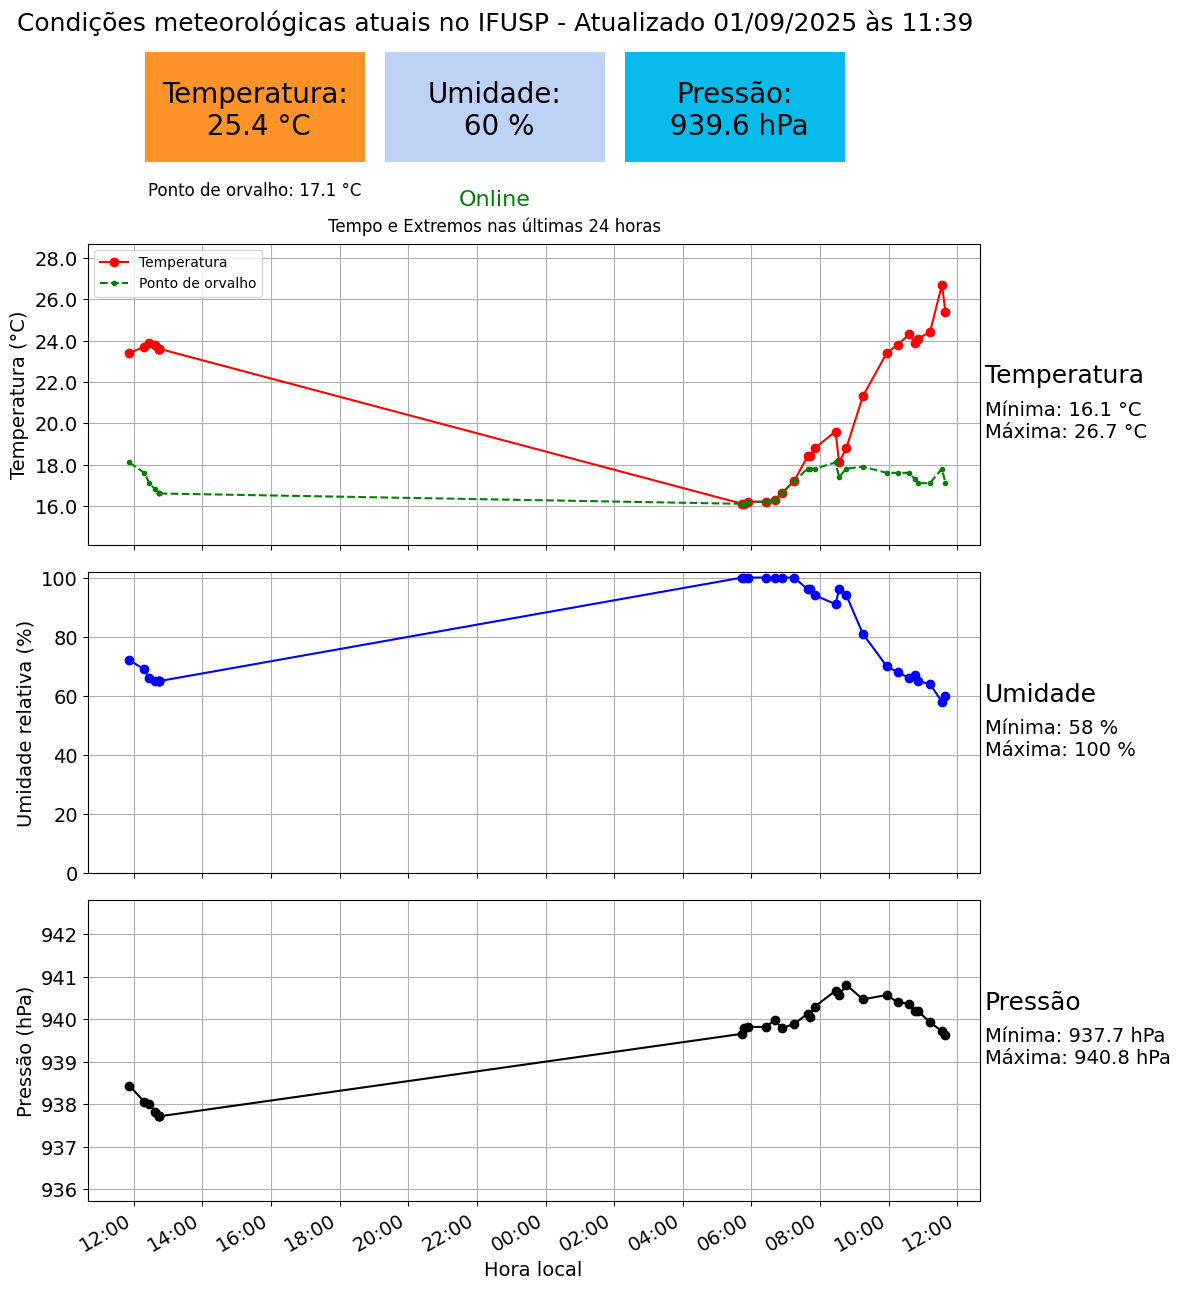 Condições meteorológicas atuais no IFUSP - Atualizado 01/09/2025 às 11:39
Temperatura:
25.4 °C
Umidade:
60 %
Pressão:
939.6 hPa
Ponto de orvalho: 17.1 °C
Online
Tempo e Extremos nas últimas 24 horas
Temperatura (°C)
28.0
26.0
24.0
22.0
20.0
18.0
16.0
Temperatura
Ponto de orvalho
Temperatura
Mínima: 16.1 °C
Máxima: 26.7 °C
Umidade relativa (%)
100
80
60
40
20
0
Umidade
Mínima: 58 %
Máxima: 100 %
Pressão (hPa)
942
941
940
939
938
937
936
Pressão
Mínima: 937.7 hPa
Máxima: 940.8 hPa
12:00 14:00 16:00 18:00 20:00 22:00 00:00 02:00 04:00 06:00 08:00 10:00 12:00
Hora local